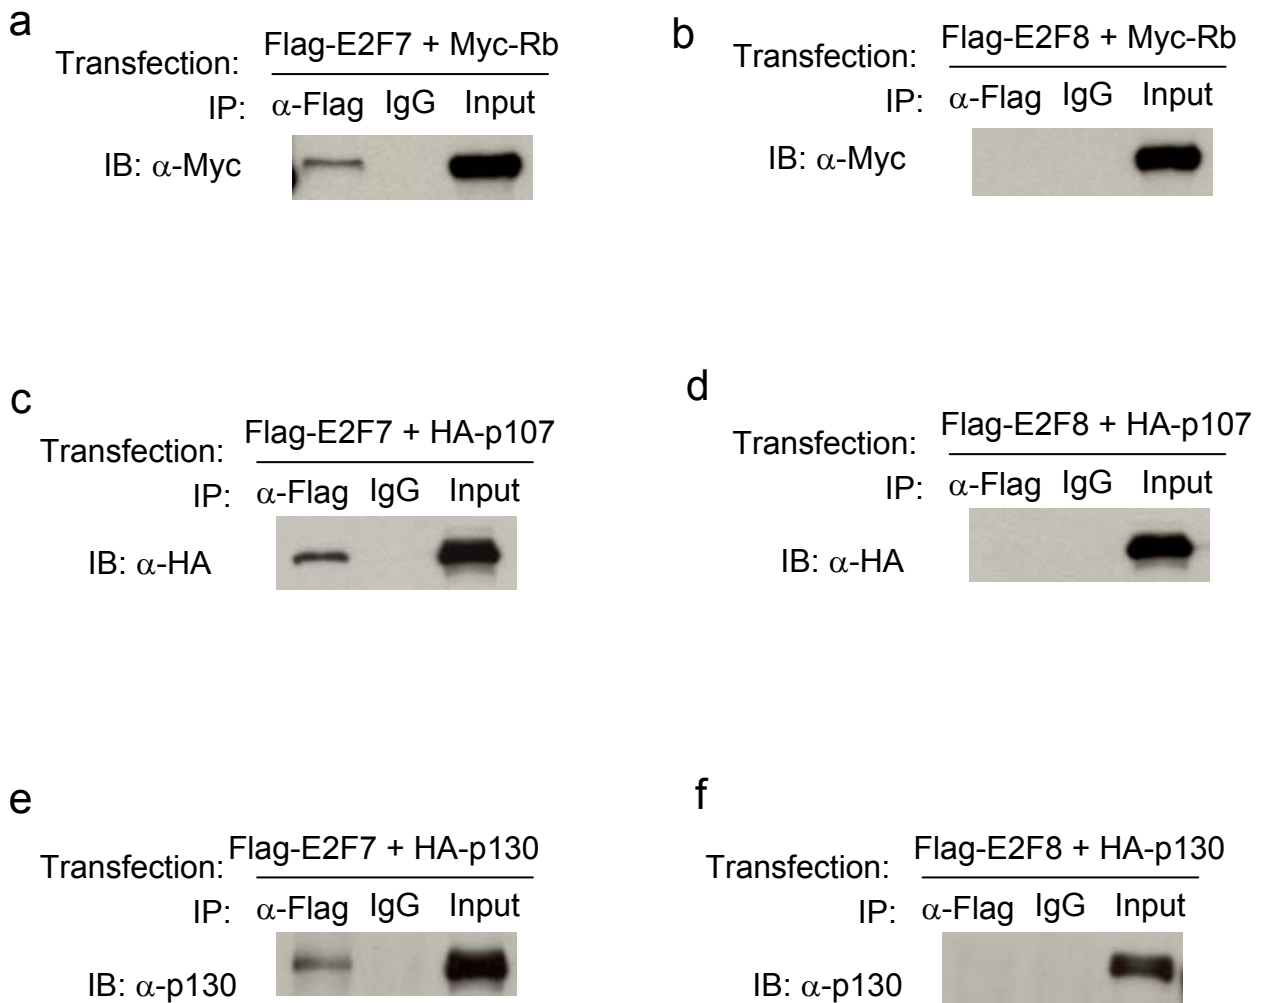 a
Transfection: Flag-E2F7 + Myc-Rb
IP: α-Flag IgG Input
IB: α-Myc
b
Transfection: Flag-E2F8 + Myc-Rb
IP: α-Flag IgG Input
IB: α-Myc
c
Transfection: Flag-E2F7 + HA-p107
IP: α-Flag IgG Input
IB: α-HA
d
Transfection: Flag-E2F8 + HA-p107
IP: α-Flag IgG Input
IB: α-HA
e
Transfection: Flag-E2F7 + HA-p130
IP: α-Flag IgG Input
IB: α-p130
f
Transfection: Flag-E2F8 + HA-p130
IP: α-Flag IgG Input
IB: α-p130